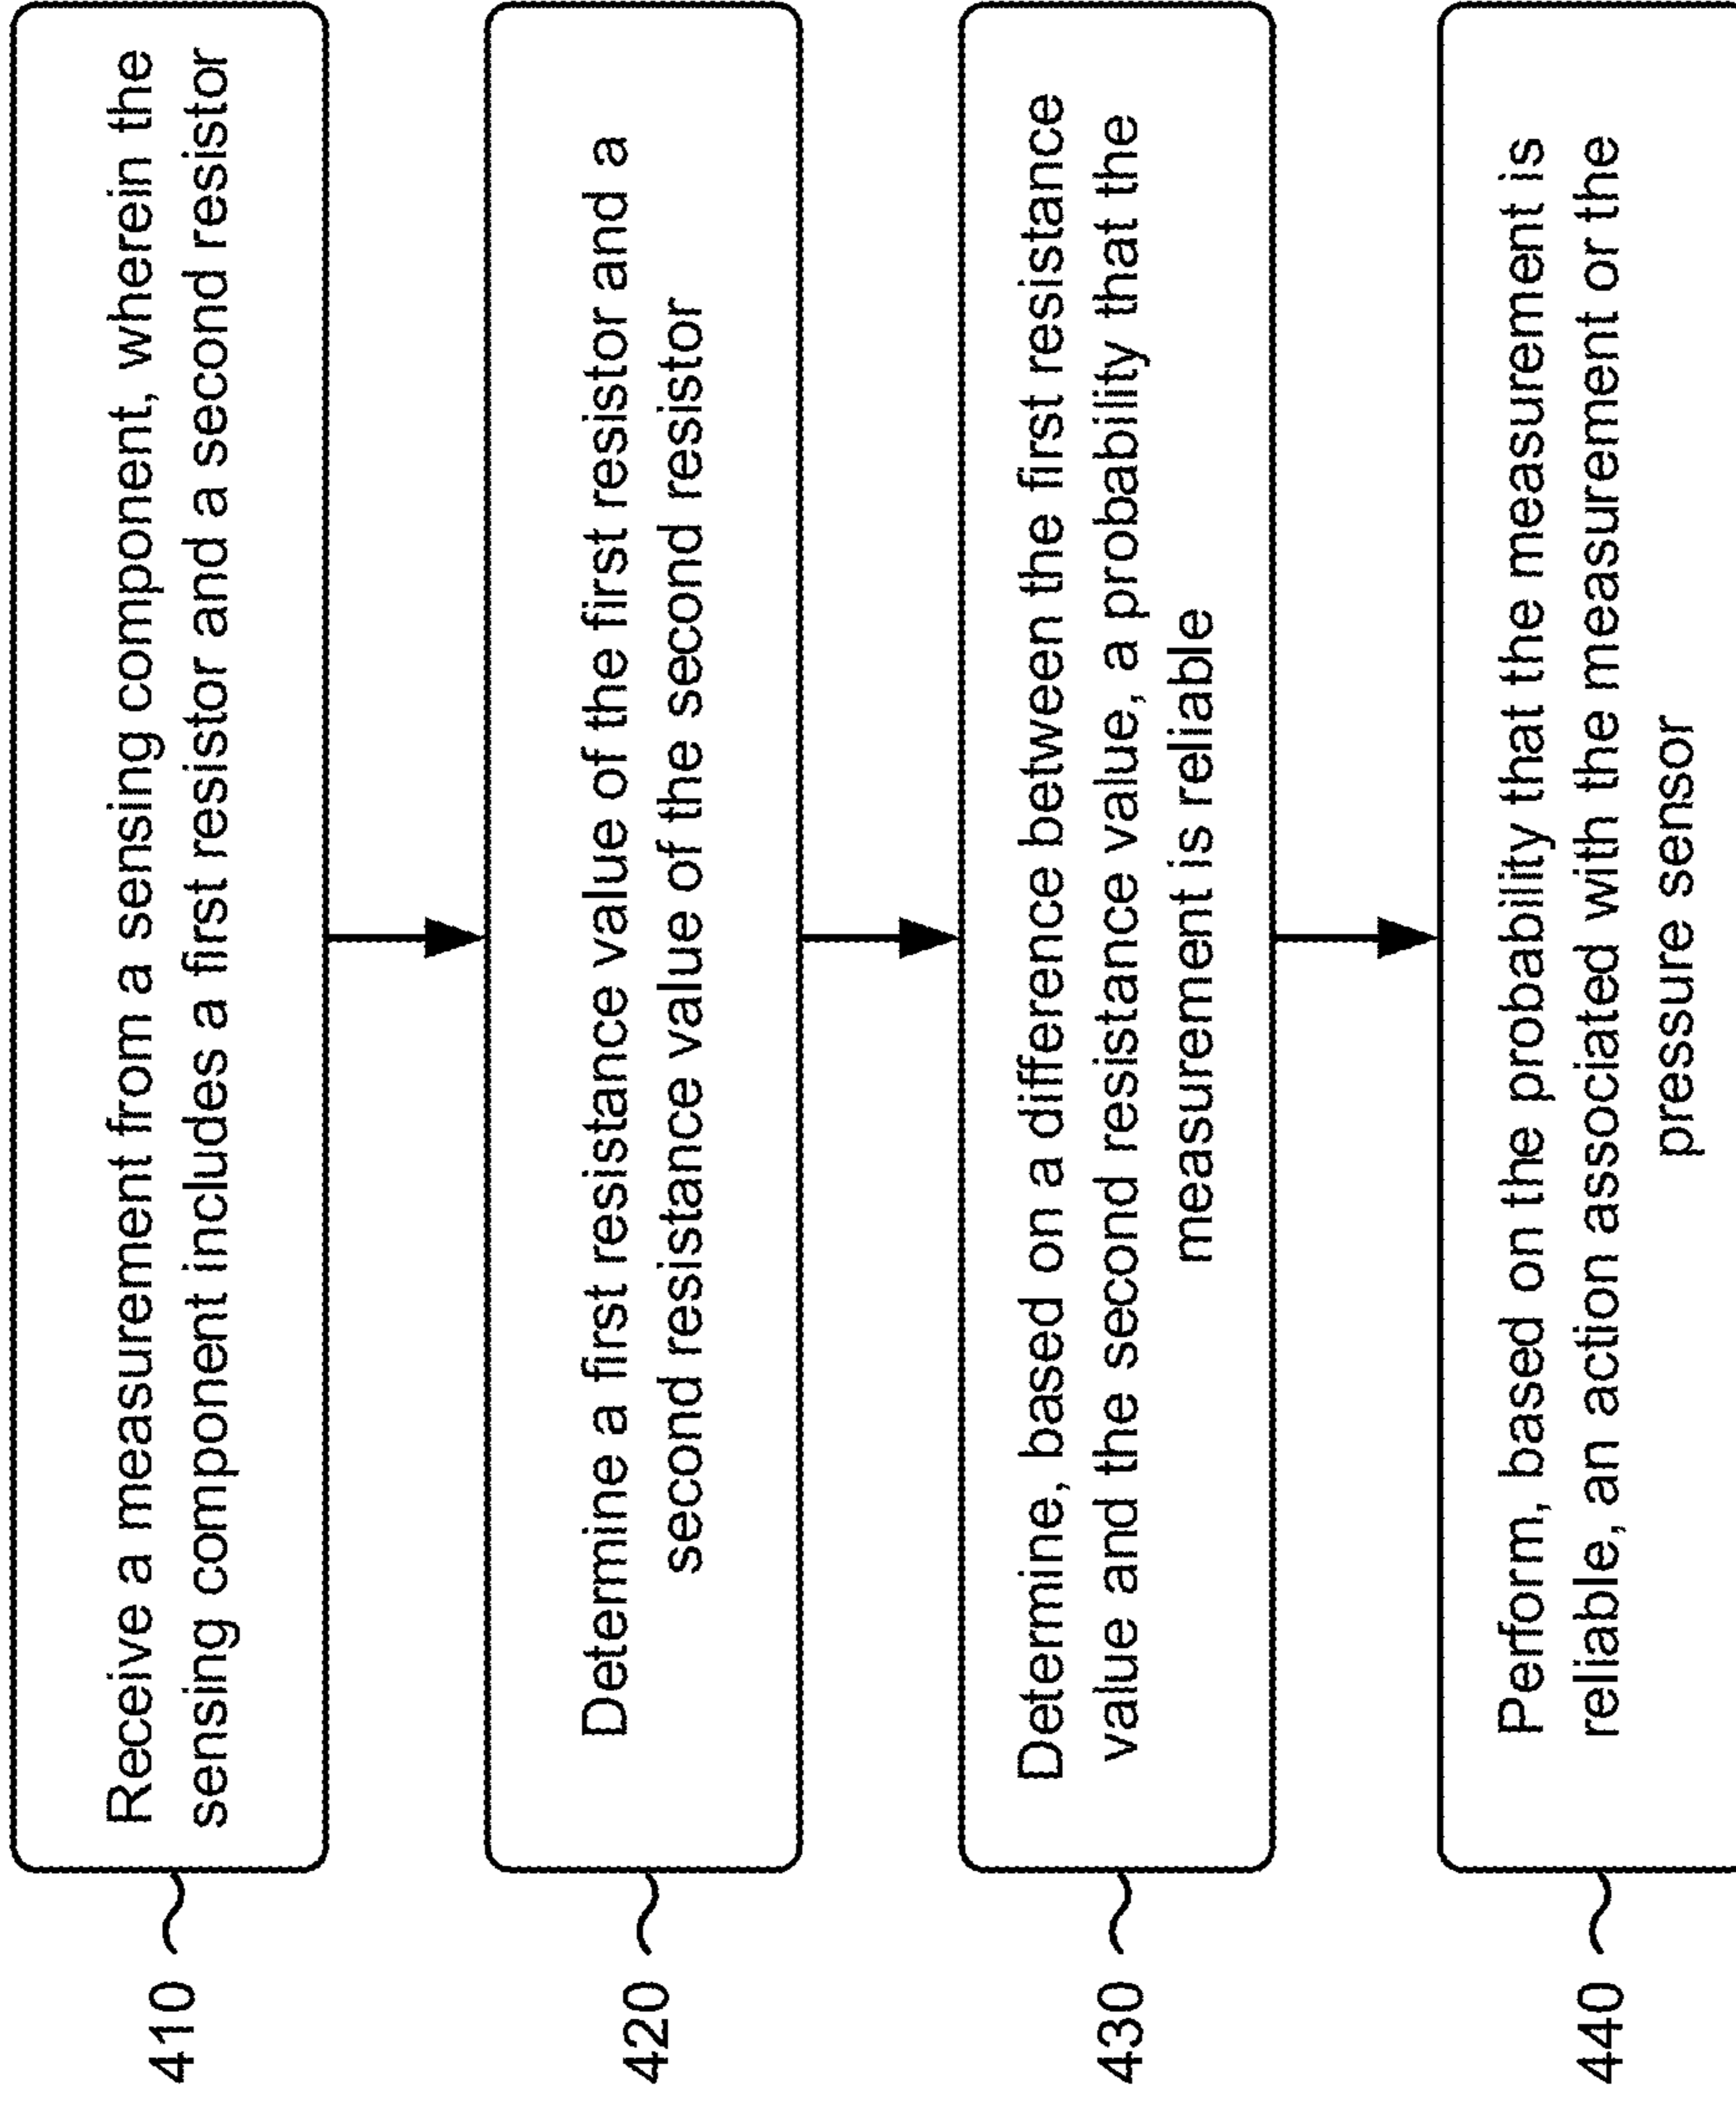 410
Receive a measurement from a sensing component, wherein the
sensing component includes a first resistor and a second resistor
420
Determine a first resistance value of the first resistor and a
second resistance value of the second resistor
430
Determine, based on a difference between the first resistance
value and the second resistance value, a probability that the
measurement is reliable
440
Perform, based on the probability that the measurement is
reliable, an action associated with the measurement or the
pressure sensor